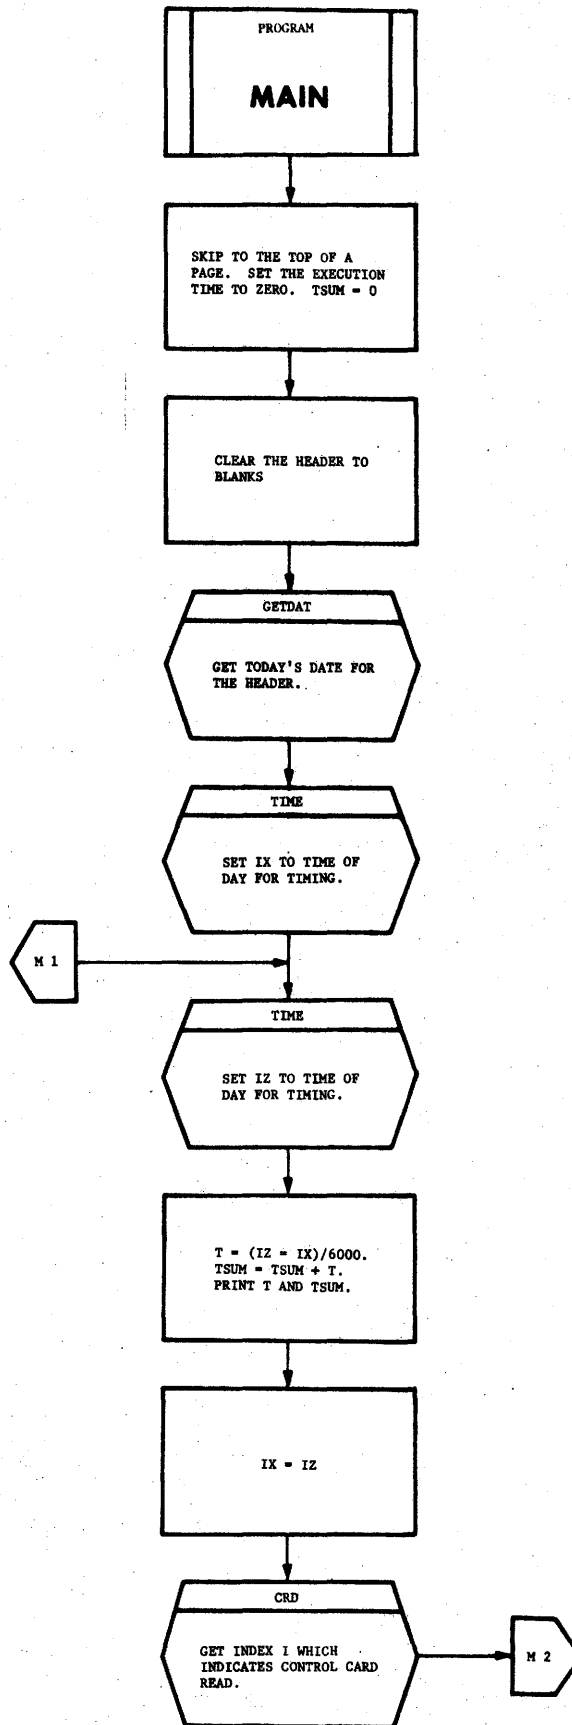 PROGRAM
MAIN
SKIP TO THE TOP OF A
PAGE. SET THE EXECUTION
TIME TO ZERO. TSUM = 0
CLEAR THE HEADER TO
BLANKS
GETDAT
GET TODAY'S DATE FOR
THE HEADER.
TIME
SET IX TO TIME OF
DAY FOR TIMING.
M 1
TIME
SET IZ TO TIME OF
DAY FOR TIMING.
T = (IZ = IX)/6000.
TSUM = TSUM + T.
PRINT T AND TSUM.
IX = IZ
CRD
GET INDEX I WHICH
INDICATES CONTROL CARD
READ.
M 2